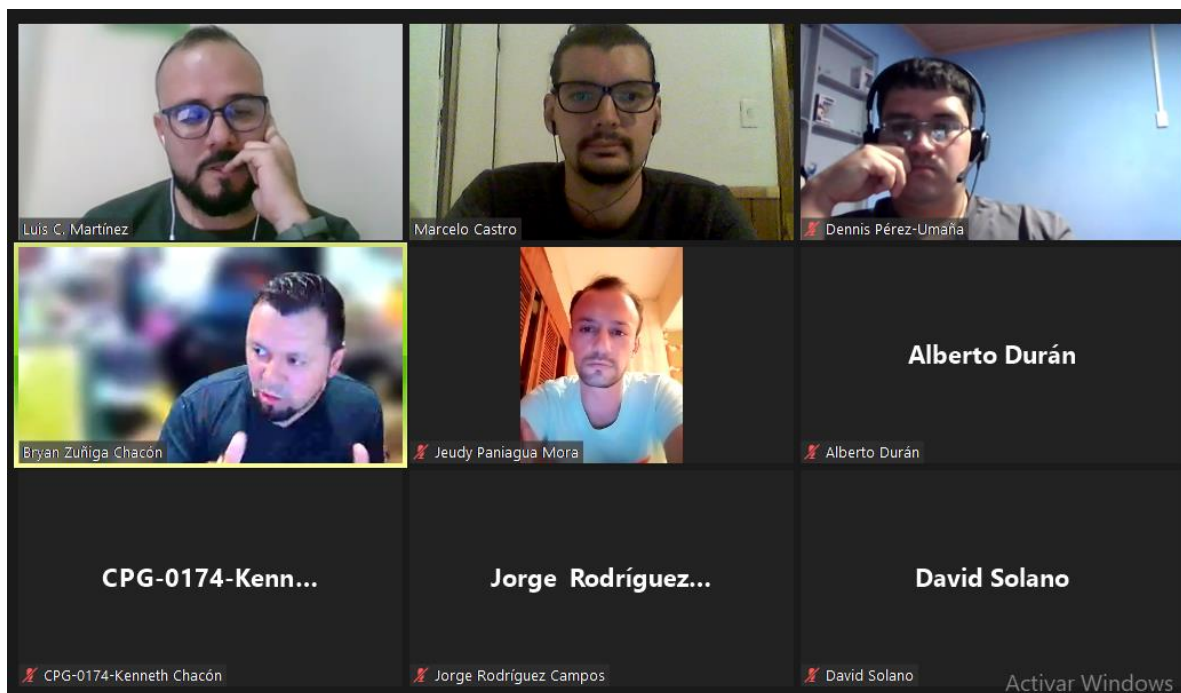 Luis C. Martínez
Marcelo Castro
Dennis Pérez-Umaña
Bryan Zuñiga Chacón
Jeudy Paniagua Mora
Alberto Durán
Alberto Durán
CPG-0174-Kenn...
Jorge Rodríguez...
David Solano
CPG-0174-Kenneth Chacón
Jorge Rodríguez Campos
David Solano
Activar Windows